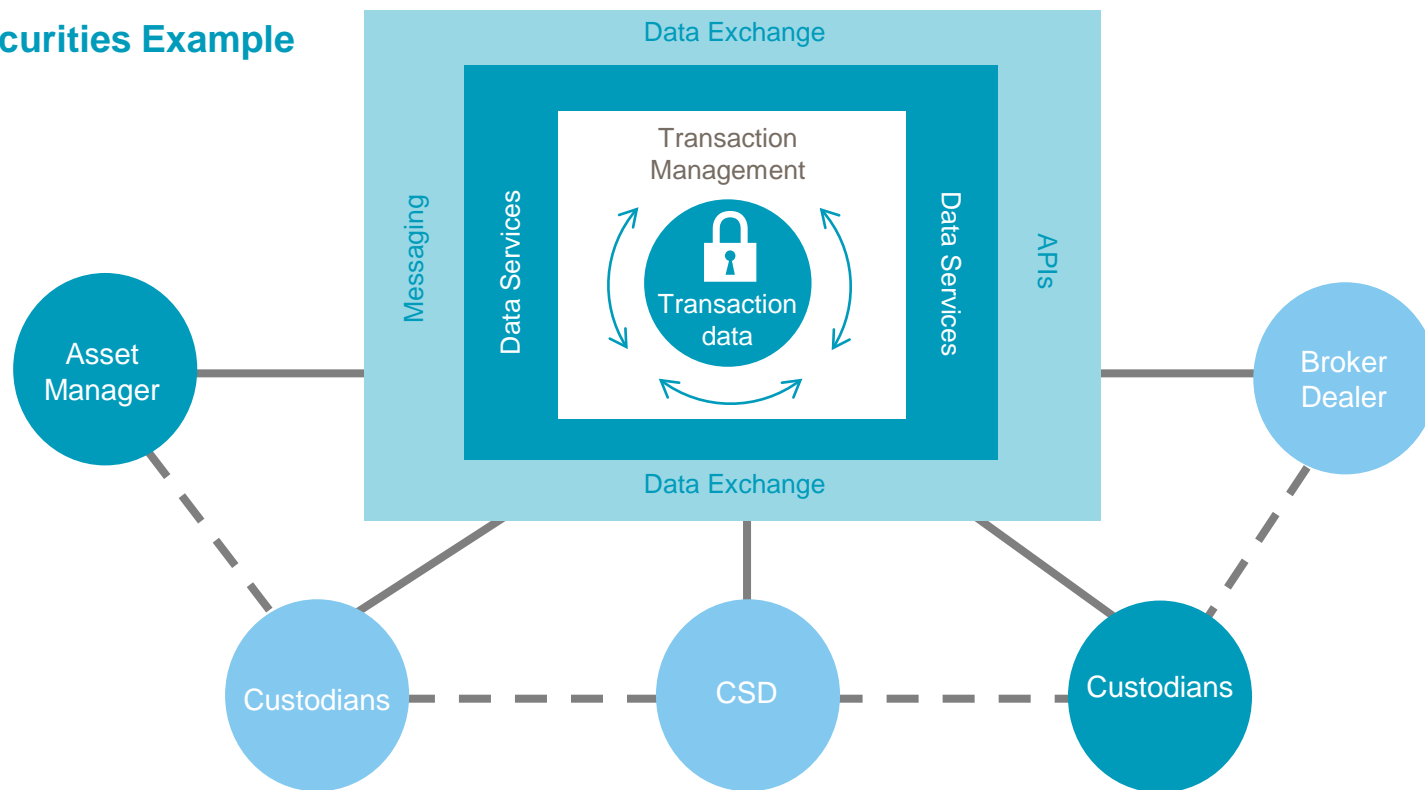 curities Example
Data Exchange
Transaction
Management
Messaging
Data Services
Transaction
data
Data Services
APIs
Asset
Manager
Broker
Dealer
Data Exchange
Custodians
CSD
Custodians